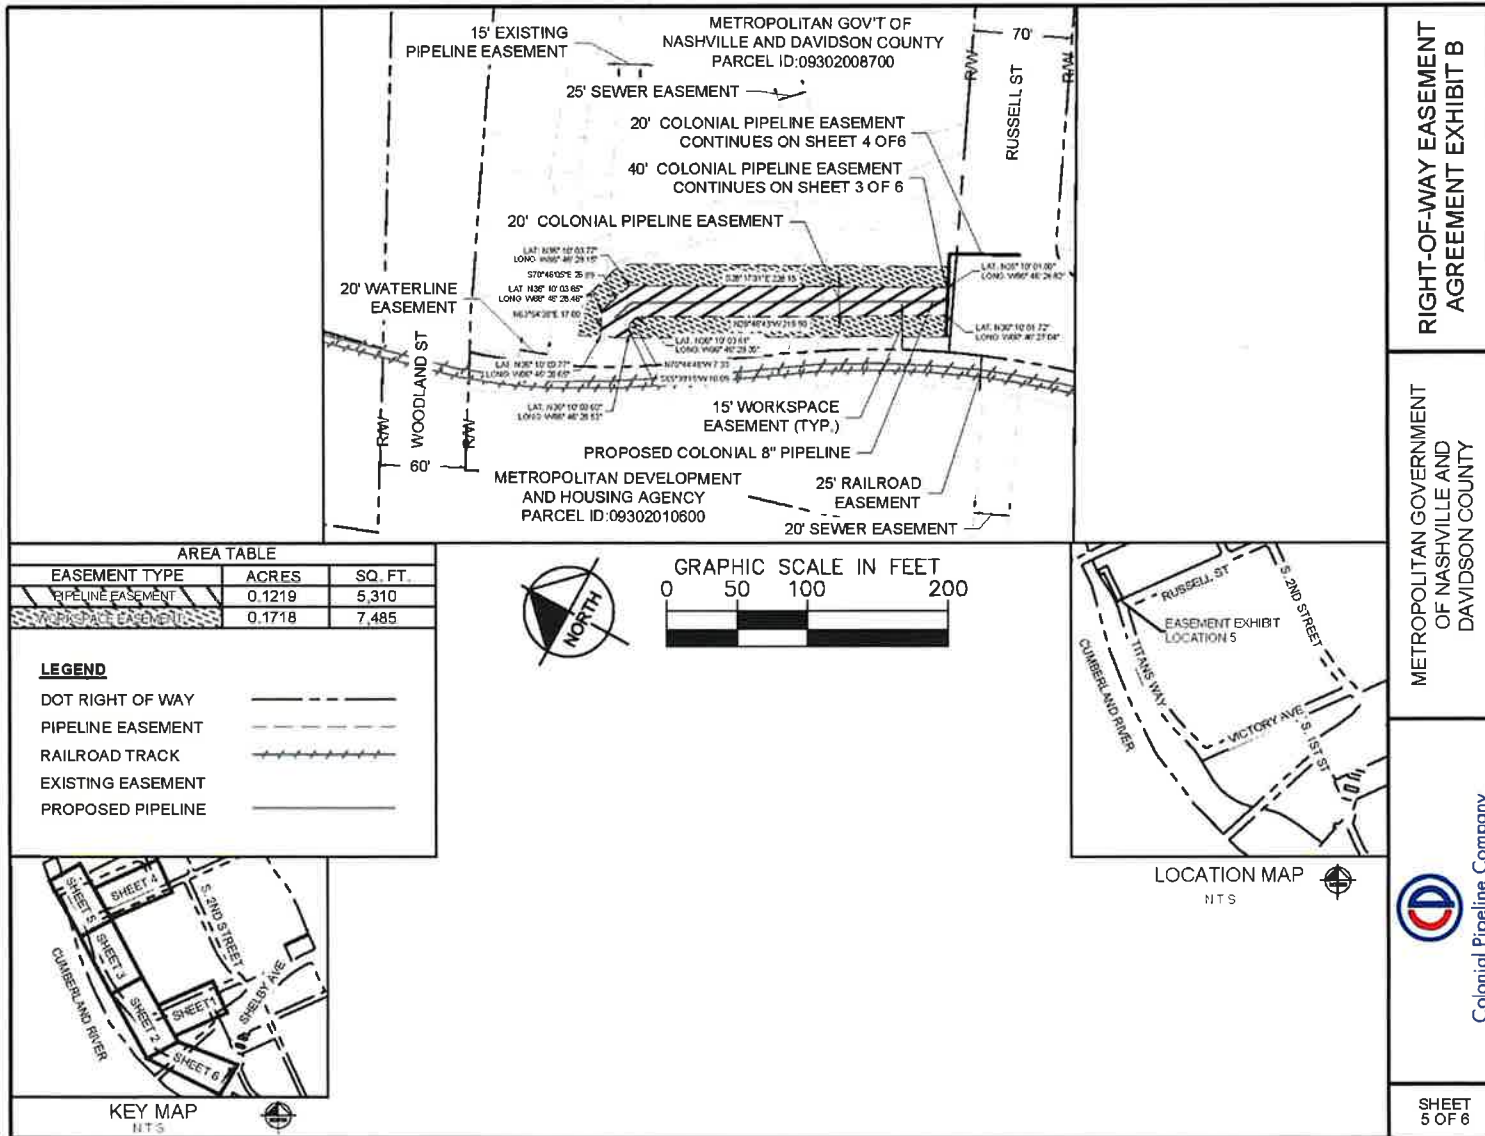 15' EXISTING
PIPELINE EASEMENT
METROPOLITAN GOV'T OF
NASHVILLE AND DAVIDSON COUNTY
PARCEL ID:09302008700
25' SEWER EASEMENT
70'
R/W
R/W
RUSSELL ST
20' COLONIAL PIPELINE EASEMENT
CONTINUES ON SHEET 4 OF6
40' COLONIAL PIPELINE EASEMENT
CONTINUES ON SHEET 3 OF 6
20' COLONIAL PIPELINE EASEMENT
20' WATERLINE
EASEMENT
WOODLAND ST
R/W
R/W
60'
15' WORKSPACE
EASEMENT (TYP.)
PROPOSED COLONIAL 8" PIPELINE
METROPOLITAN DEVELOPMENT
AND HOUSING AGENCY
PARCEL ID:09302010600
25' RAILROAD
EASEMENT
20' SEWER EASEMENT
AREA TABLE
EASEMENT TYPE ACRES SQ. FT.
PIPELINE EASEMENT 0.1219 5,310
WORKSPACE EASEMENT 0.1718 7,485
LEGEND
DOT RIGHT OF WAY
PIPELINE EASEMENT
RAILROAD TRACK
EXISTING EASEMENT
PROPOSED PIPELINE
NORTH
GRAPHIC SCALE IN FEET
0 50 100 200
RUSSELL ST
S. 2ND STREET
EASEMENT EXHIBIT
LOCATION 5
TITANS WAY
CUMBERLAND RIVER
VICTORY AVE
S. 1ST ST
LOCATION MAP
NTS
SHEET 5
SHEET 4
SHEET 3
SHEET 2
SHEET 1
SHEET 6
S. 2ND STREET
SHELBY AVE
CUMBERLAND RIVER
KEY MAP
NTS
RIGHT-OF-WAY EASEMENT
AGREEMENT EXHIBIT B
METROPOLITAN GOVERNMENT
OF NASHVILLE AND
DAVIDSON COUNTY
Colonial Pipeline Company
SHEET
5 OF 6